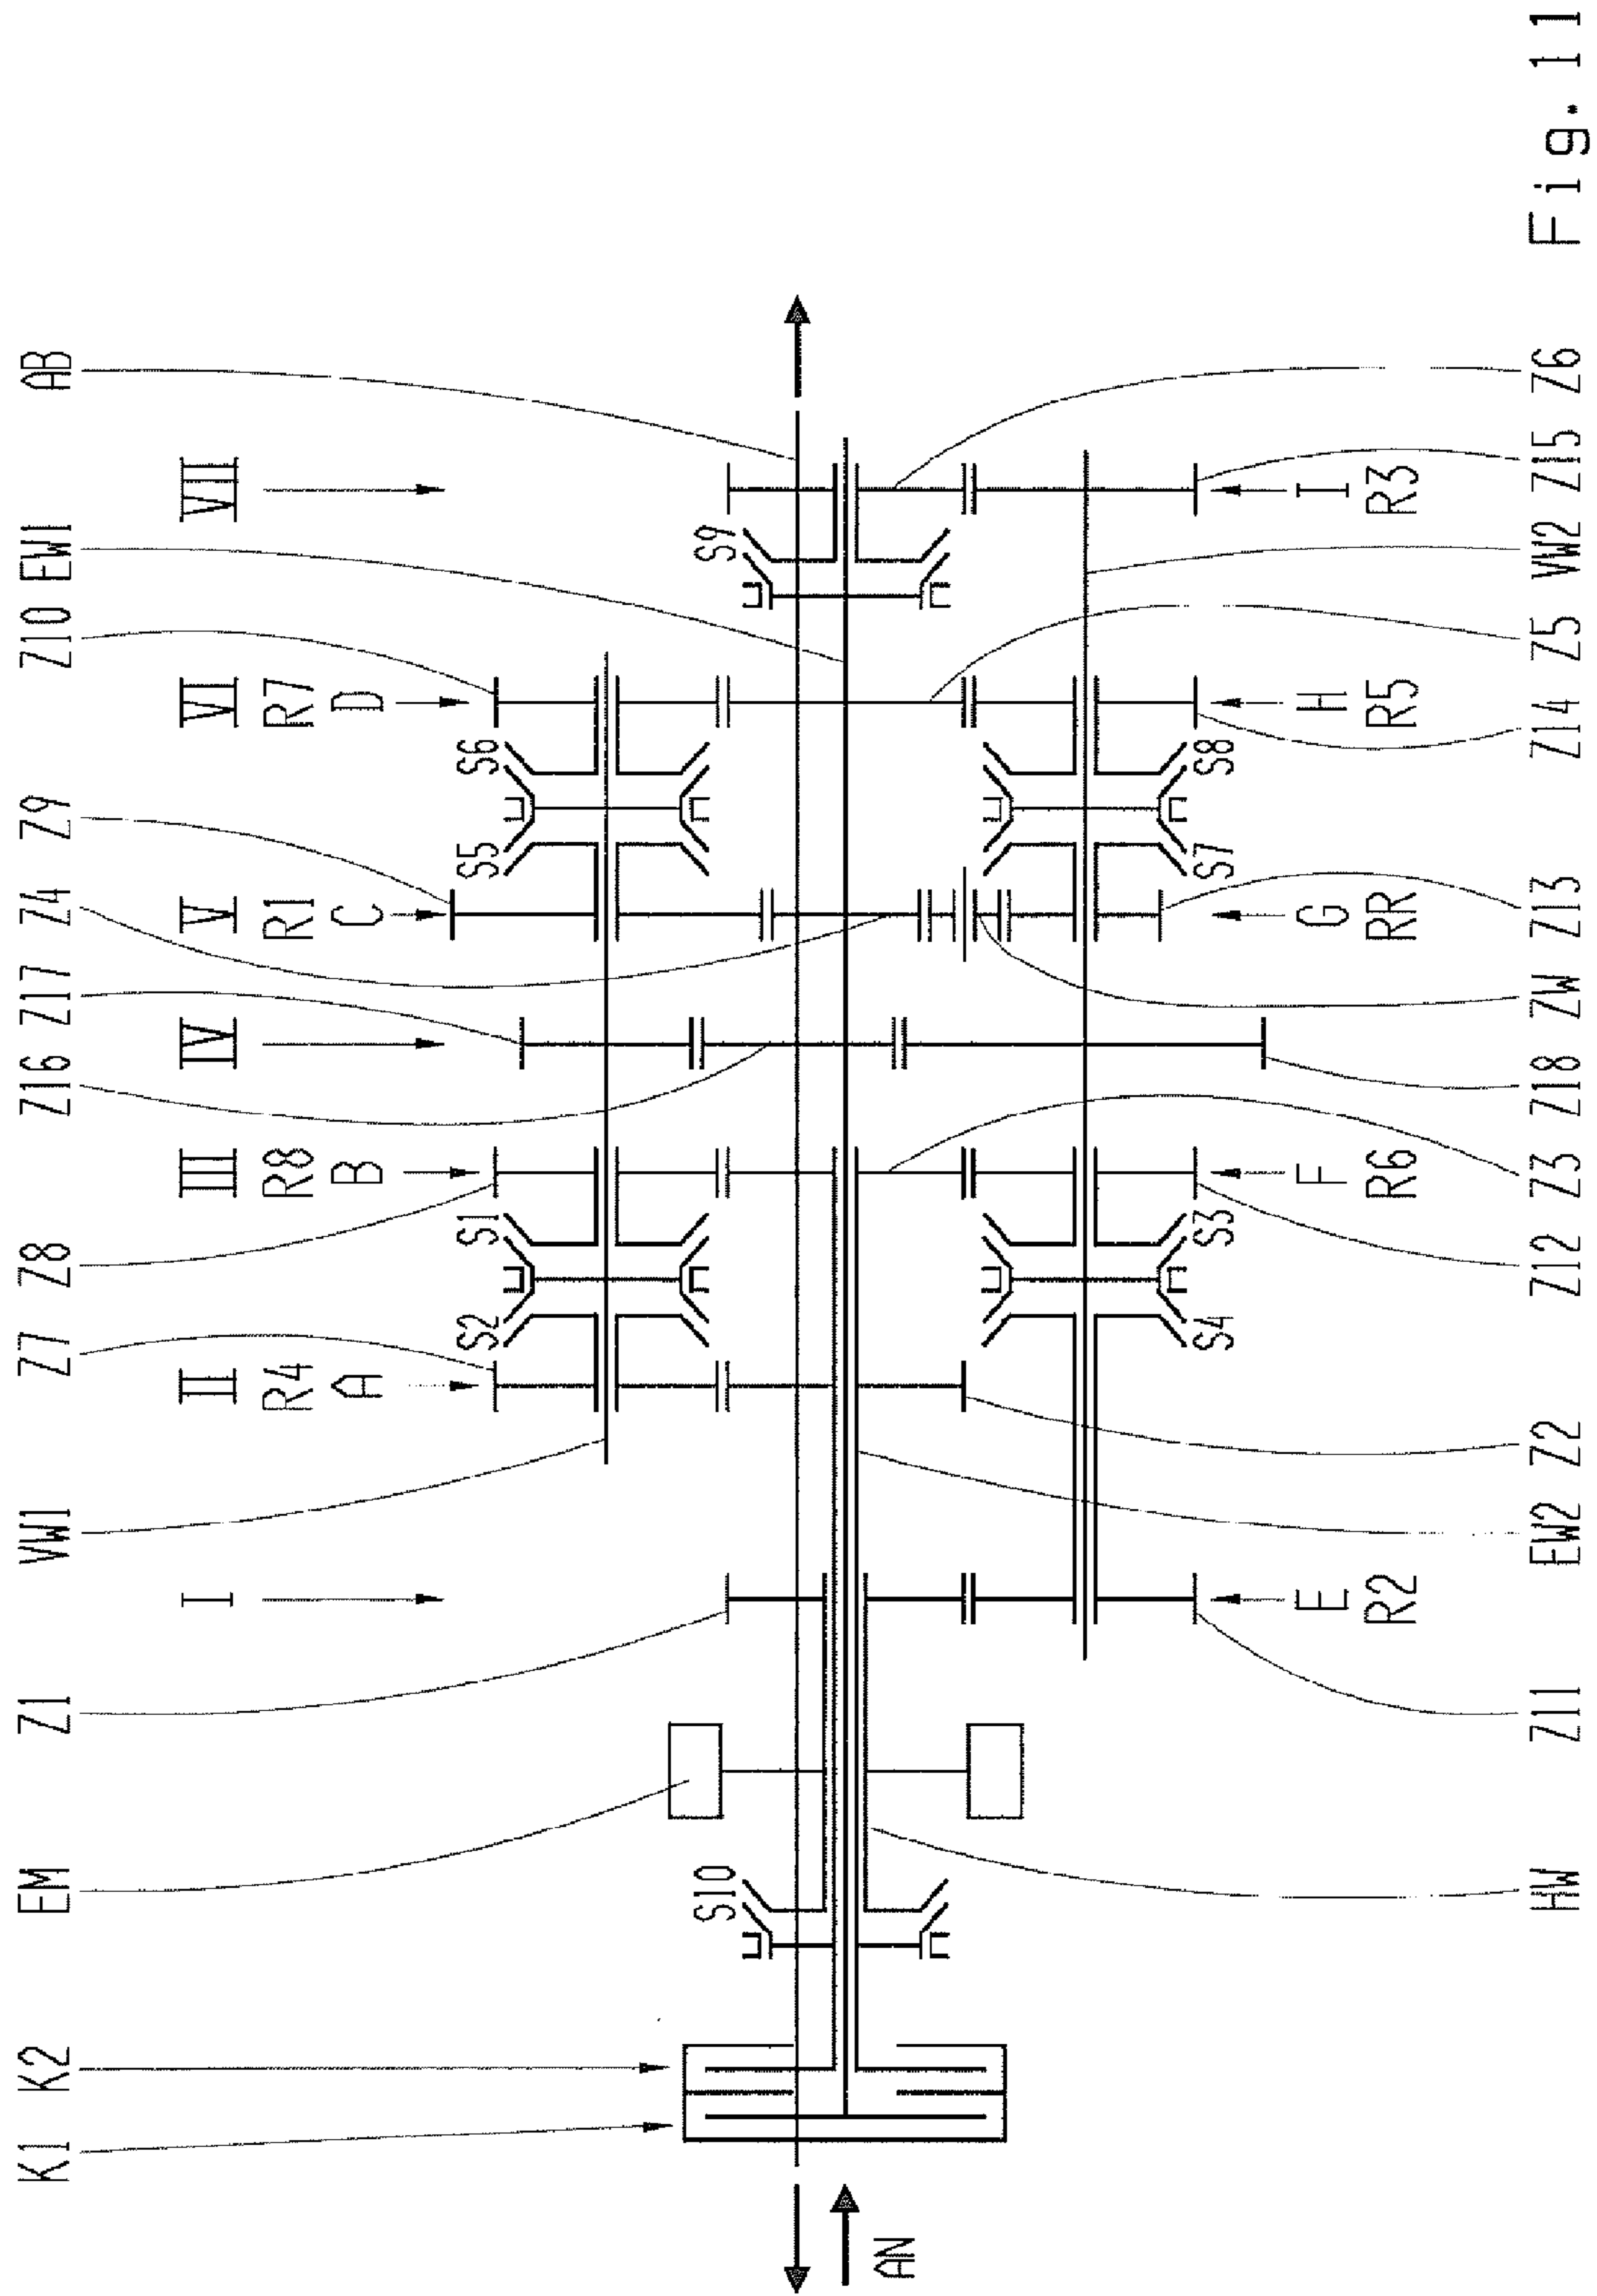 K1 K2 EM Z1 VW1 Z7 Z8 Z16 Z17 Z4 Z9 Z10 EW1 AB
I II III IV V VI VII
R4 R8 R1 R7
A B C D
S10 S2 S1 S5 S6 S9
AN
S4 S3 S7 S8
E F G H I
R2 R6 RR R5 R3
HW Z11 EW2 Z2 Z12 Z3 Z18 ZW Z13 Z14 Z5 VW2 Z15 Z6
Fig. 11